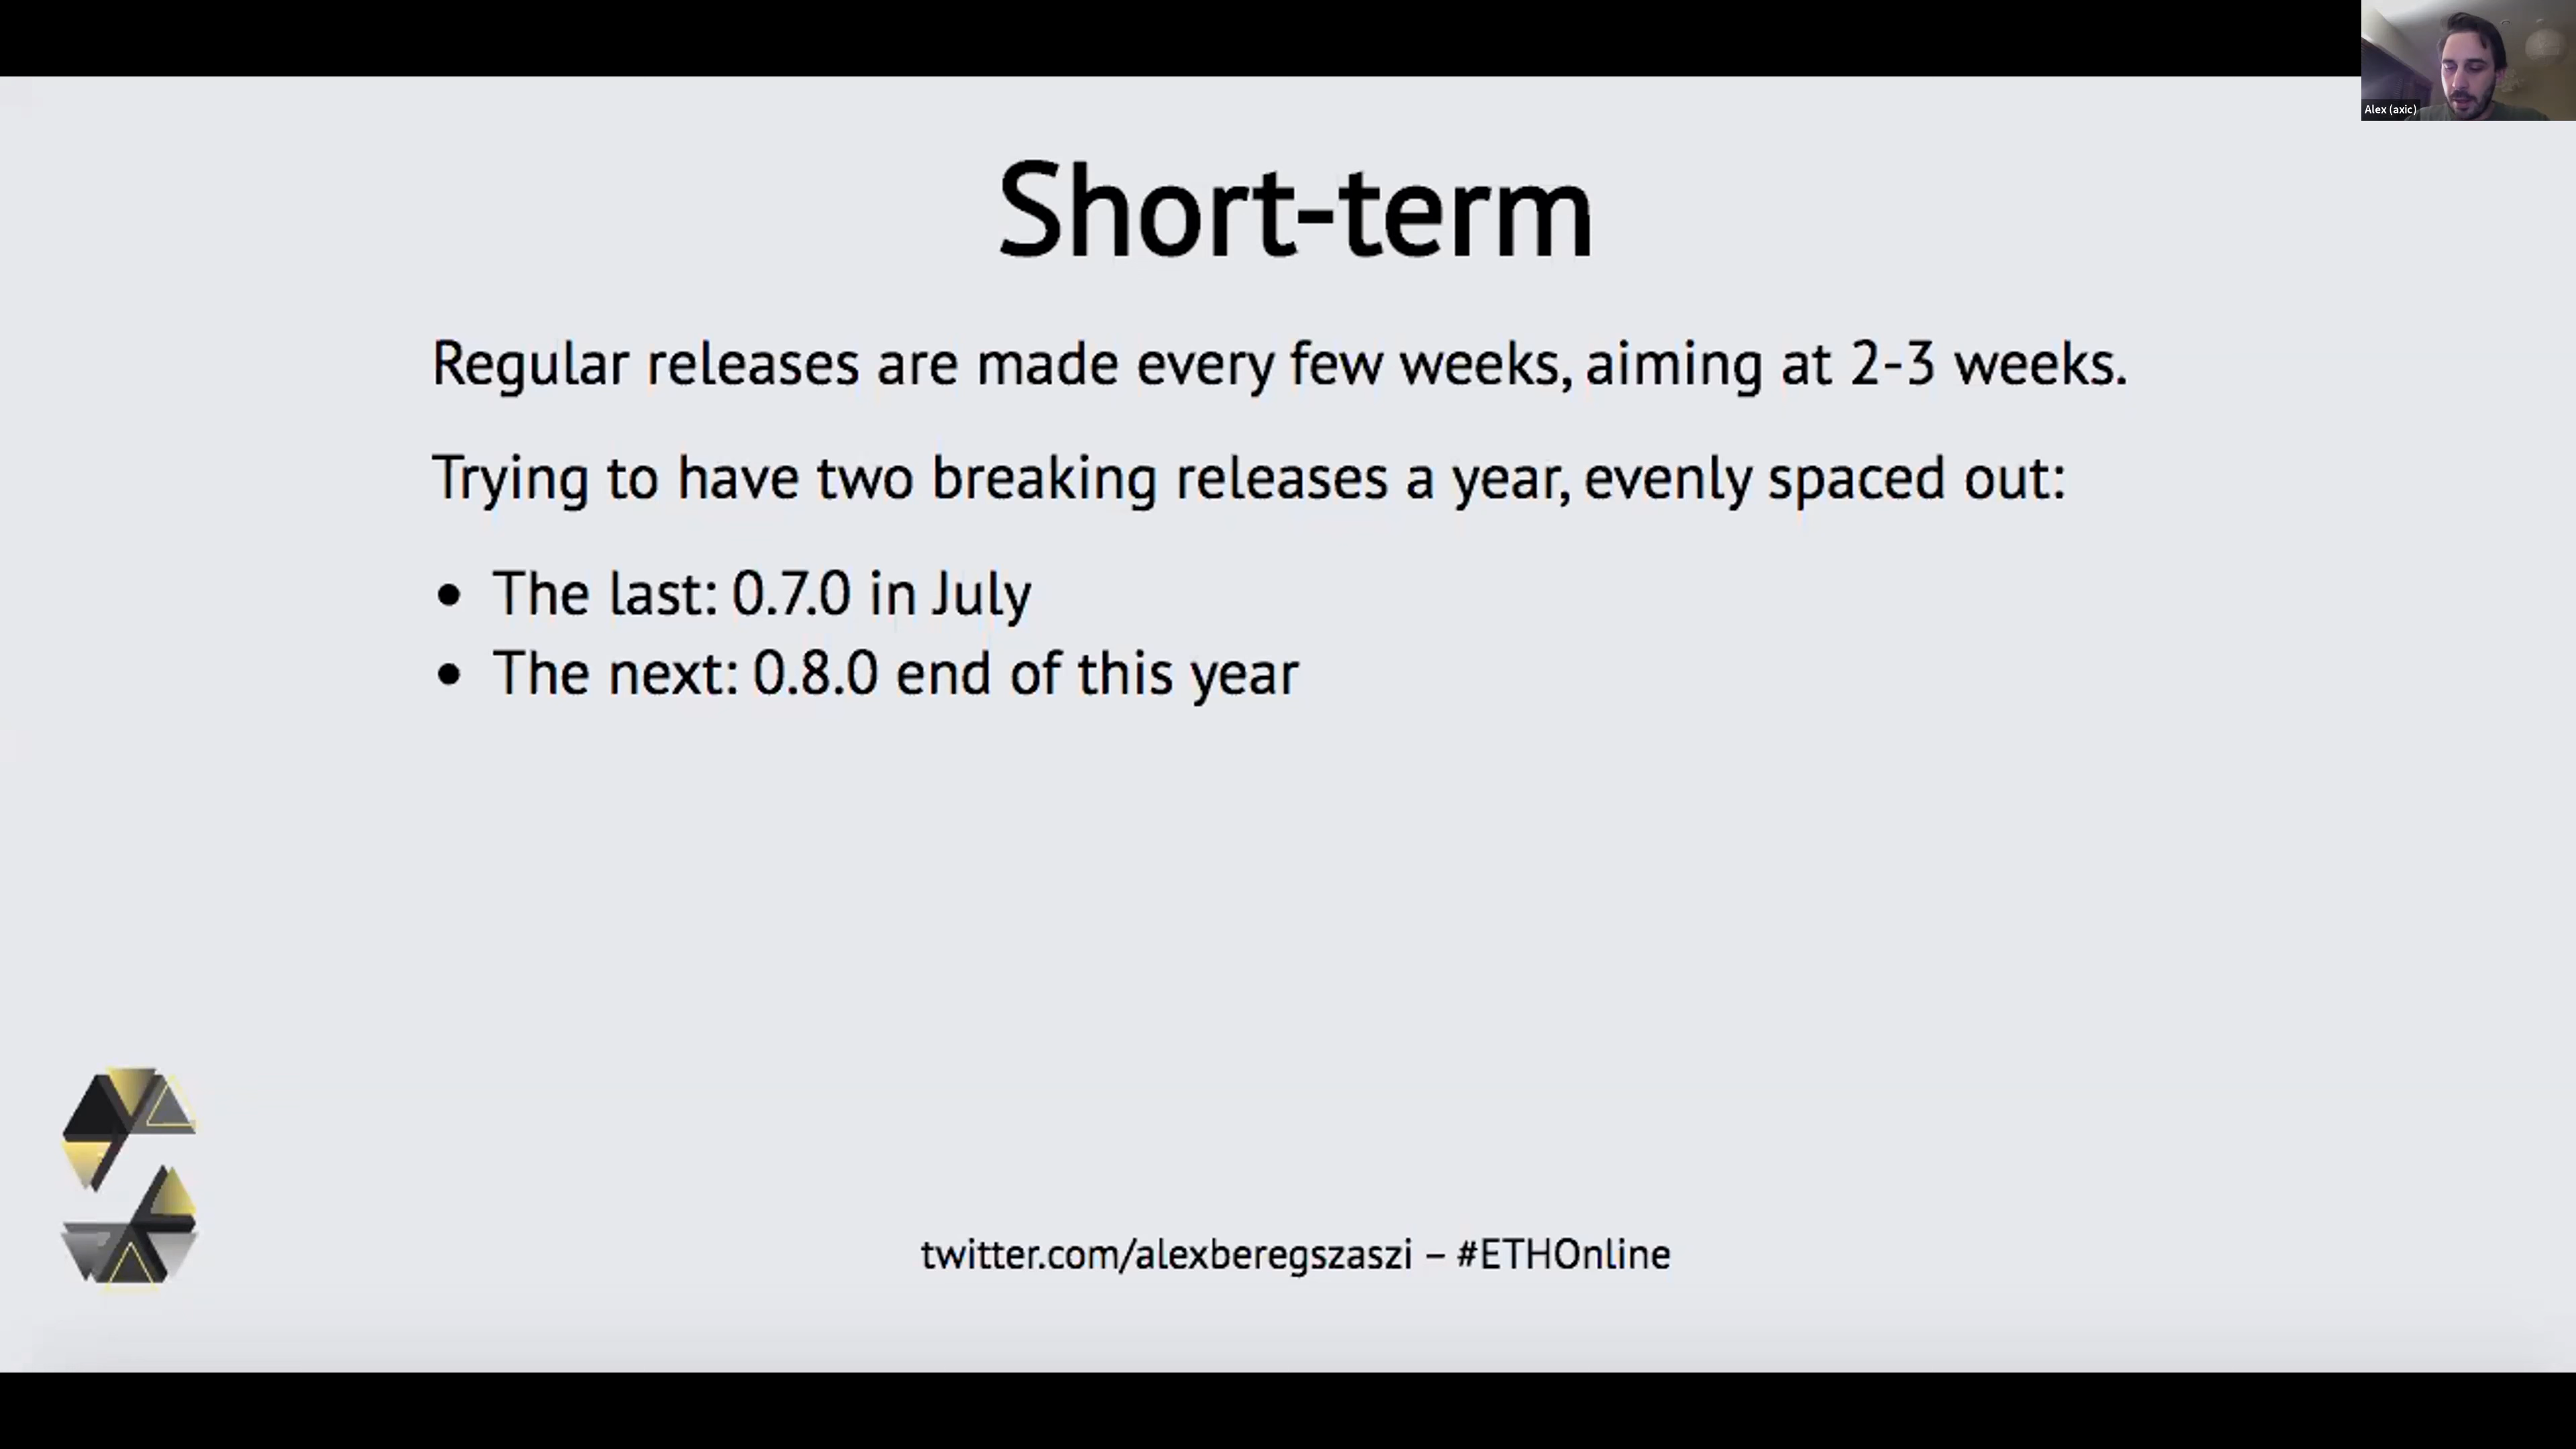 Alex (axic)
Short-term
Regular releases are made every few weeks, aiming at 2-3 weeks.
Trying to have two breaking releases a year, evenly spaced out:
• The last: 0.7.0 in July
• The next: 0.8.0 end of this year
twitter.com/alexberegszaszi – #ETHOnline